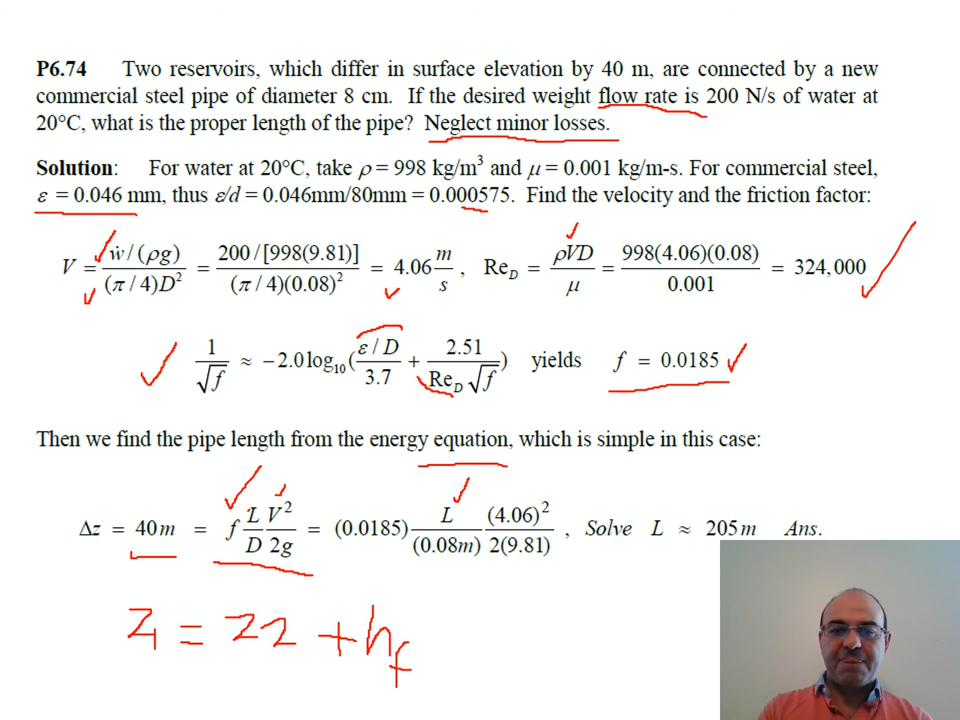 P6.74 Two reservoirs, which differ in surface elevation by 40 m, are connected by a new
commercial steel pipe of diameter 8 cm. If the desired weight flow rate is 200 N/s of water at
20°C, what is the proper length of the pipe? Neglect minor losses.
Solution: For water at 20°C, take ρ = 998 kg/m³ and μ = 0.001 kg/m-s. For commercial steel,
ε = 0.046 mm, thus ε/d = 0.046mm/80mm = 0.000575. Find the velocity and the friction factor:
V = ẇ/(ρg) / (π/4)D² = 200/[998(9.81)] / (π/4)(0.08)² = 4.06 m/s , Re_D = ρVD/μ = 998(4.06)(0.08)/0.001 = 324,000
1/√f ≈ −2.0 log₁₀(ε/D / 3.7 + 2.51 / Re_D √f) yields f = 0.0185
Then we find the pipe length from the energy equation, which is simple in this case:
Δz = 40 m = f L/D V²/2g = (0.0185) L/(0.08m) (4.06)²/2(9.81) , Solve L ≈ 205 m Ans.
Z1 = Z2 + hf